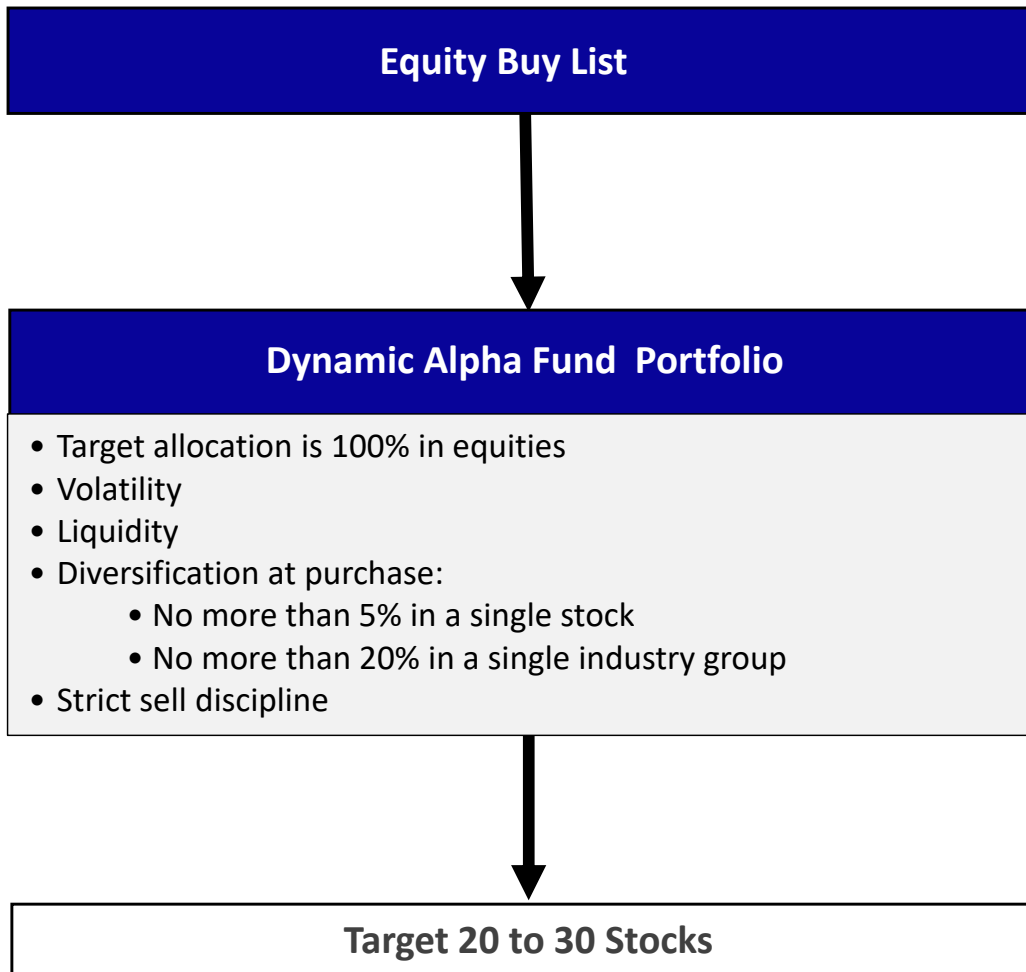 Equity Buy List
Dynamic Alpha Fund  Portfolio
• Target allocation is 100% in equities
• Volatility
• Liquidity
• Diversification at purchase:
• No more than 5% in a single stock
• No more than 20% in a single industry group
• Strict sell discipline
Target 20 to 30 Stocks